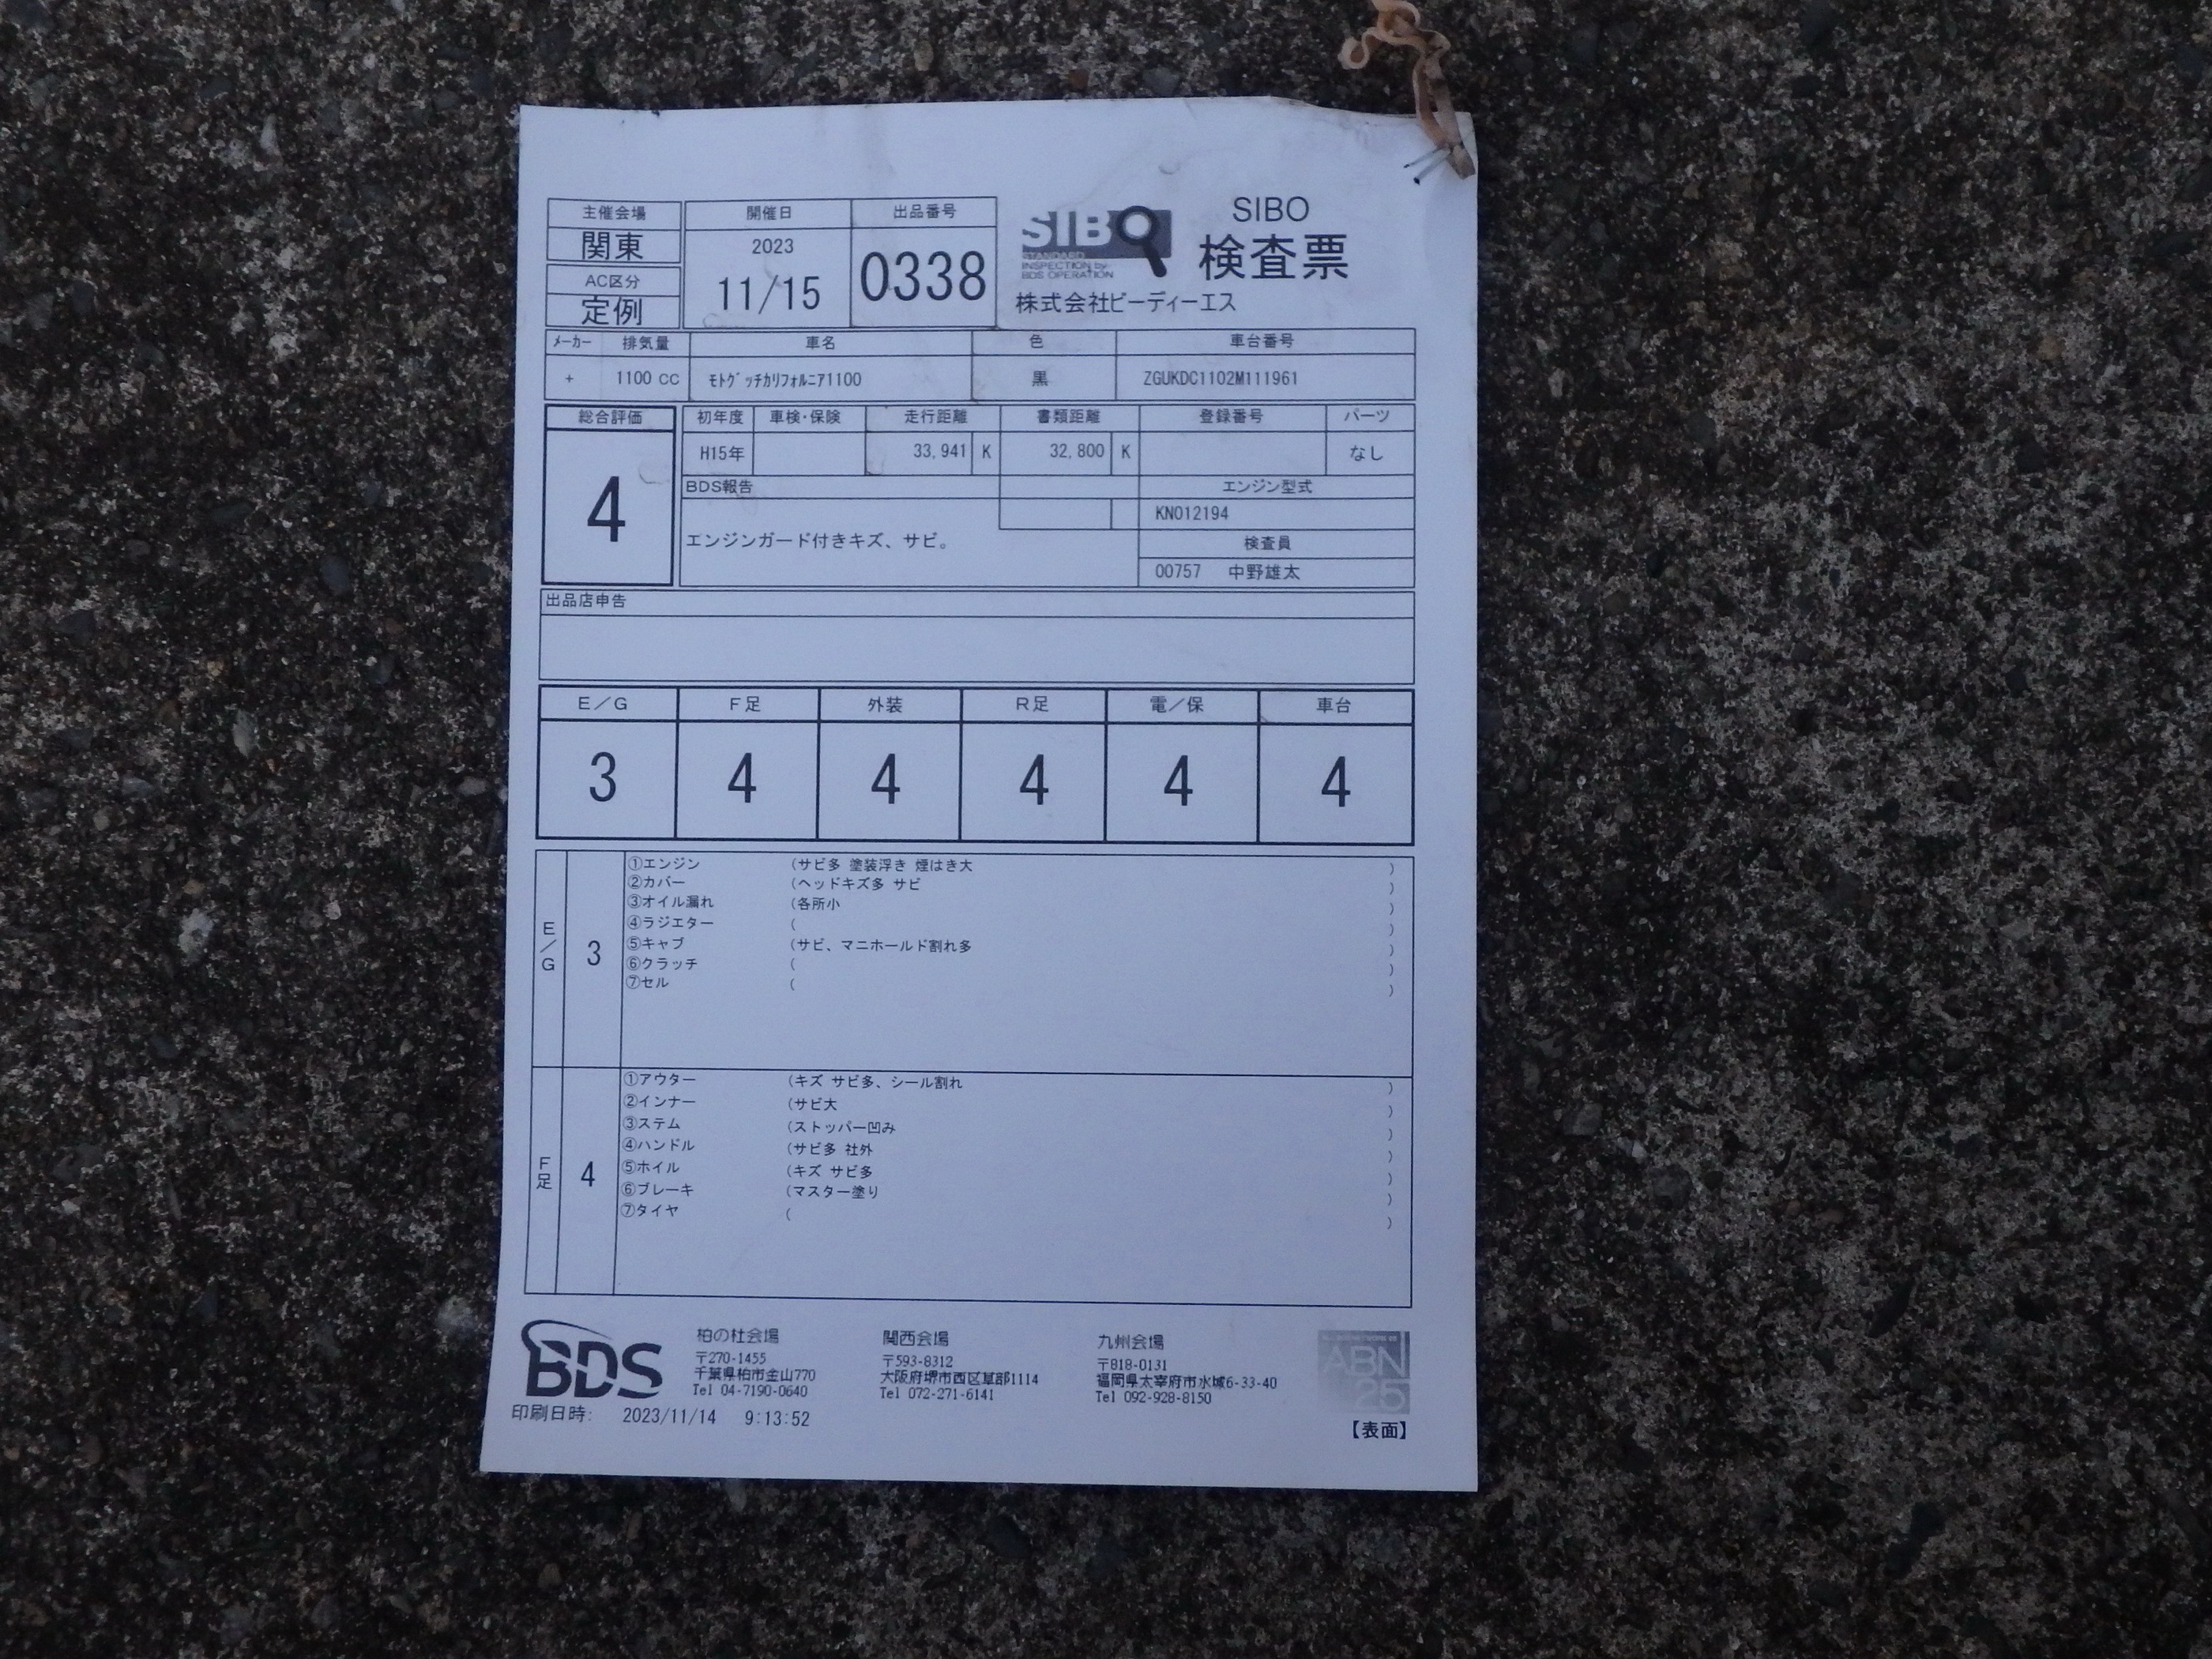 主催会場 開催日 出品番号
関東 2023 11/15 0338
AC区分
定例
SIBO
STANDARD
INSPECTION by
BDS OPERATION
SIBO
検査票
株式会社ビーディーエス
メーカー 排気量 車名 色 車台番号
+ 1100 CC ﾓﾄｸﾞｯﾁｶﾘﾌｫﾙﾆｱ1100 黒 ZGUKDC1102M111961
総合評価 初年度 車検・保険 走行距離 書類距離 登録番号 パーツ
4 H15年 33,941 K 32,800 K なし
BDS報告 エンジン型式
KN012194
エンジンガード付きキズ、サビ。 検査員
00757 中野雄太
出品店申告
E/G F足 外装 R足 電/保 車台
3 4 4 4 4 4
E/G 3
①エンジン (サビ多 塗装浮き 煙はき大 )
②カバー (ヘッドキズ多 サビ )
③オイル漏れ (各所小 )
④ラジエター ( )
⑤キャブ (サビ、マニホールド割れ多 )
⑥クラッチ ( )
⑦セル ( )
F足 4
①アウター (キズ サビ多、シール割れ )
②インナー (サビ大 )
③ステム (ストッパー凹み )
④ハンドル (サビ多 社外 )
⑤ホイル (キズ サビ多 )
⑥ブレーキ (マスター塗り )
⑦タイヤ ( )
BDS
柏の杜会場
〒270-1455
千葉県柏市金山770
Tel 04-7190-0640
関西会場
〒593-8312
大阪府堺市西区草部1114
Tel 072-271-6141
九州会場
〒818-0131
福岡県太宰府市水城6-33-40
Tel 092-928-8150
ABN
25
印刷日時: 2023/11/14 9:13:52
【表面】